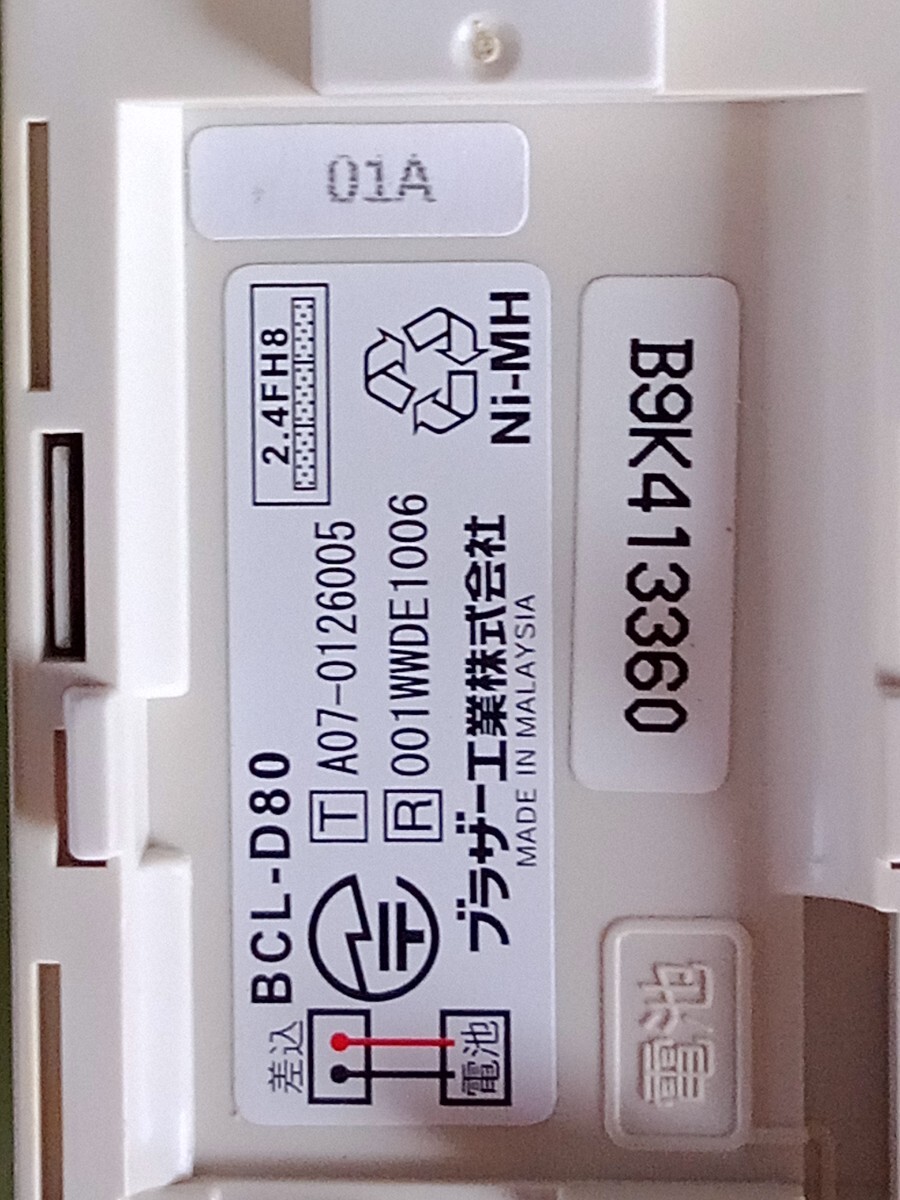 01A
BCL-D80
2.4FH8
T A07-0126005
R 001WWDE1006
Ni-MH
ブラザー工業株式会社
MADE IN MALAYSIA
差込
電池
B9K413360
電池